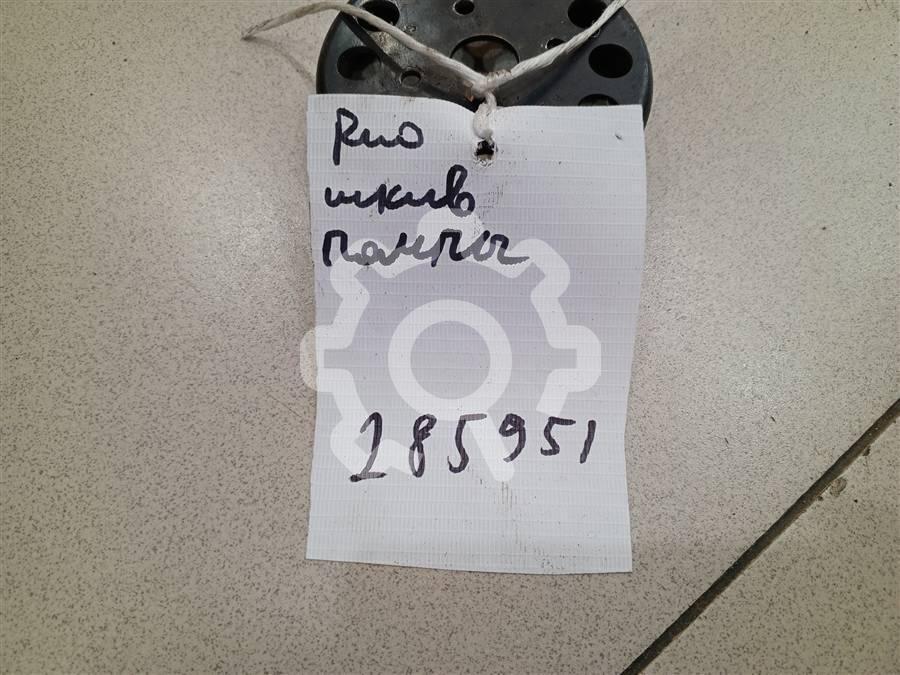 Рио
шкив
помпы
285951